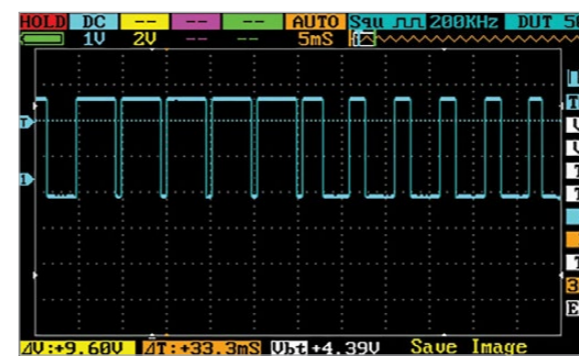 HOLD DC -- -- -- AUTO Squ 200KHz DUT
1V 2V -- -- 5mS
T
1
ΔV:+9.60V ΔT:+33.3mS Vbt+4.39V Save Image